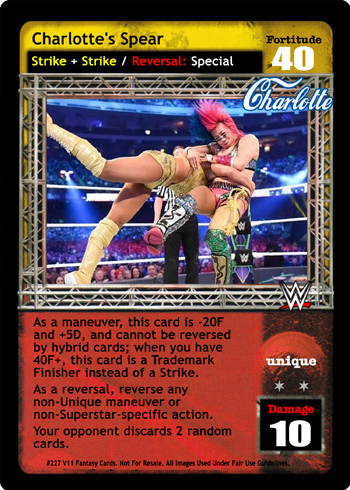 Charlotte's Spear
Fortitude
40
Strike + Strike / Reversal: Special
Charlotte
W
As a maneuver, this card is -20F
and +5D, and cannot be reversed
by hybrid cards; when you have
40F+, this card is a Trademark
Finisher instead of a Strike.
As a reversal, reverse any
non-Unique maneuver or
non-Superstar-specific action.
Your opponent discards 2 random
cards.
unique
Damage
10
#227 V11 Fantasy Cards. Not For Resale. All Images Used Under Fair Use Guidelines.